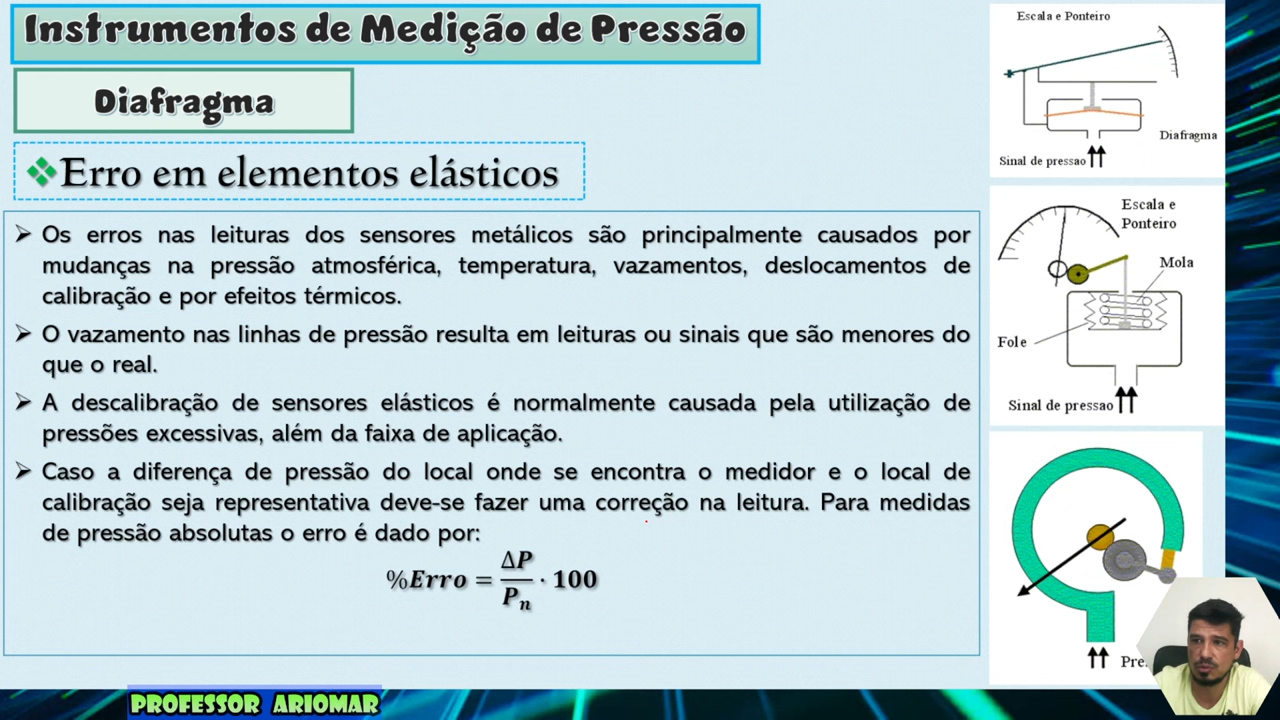 Instrumentos de Medição de Pressão
Diafragma
Erro em elementos elásticos
Os erros nas leituras dos sensores metálicos são principalmente causados por
mudanças na pressão atmosférica, temperatura, vazamentos, deslocamentos de
calibração e por efeitos térmicos.
O vazamento nas linhas de pressão resulta em leituras ou sinais que são menores do
que o real.
A descalibração de sensores elásticos é normalmente causada pela utilização de
pressões excessivas, além da faixa de aplicação.
Caso a diferença de pressão do local onde se encontra o medidor e o local de
calibração seja representativa deve-se fazer uma correção na leitura. Para medidas
de pressão absolutas o erro é dado por:
%Erro = ΔP/Pn · 100
Escala e Ponteiro
Diafragma
Sinal de pressao
Escala e
Ponteiro
Mola
Fole
Sinal de pressao
PROFESSOR ARIOMAR